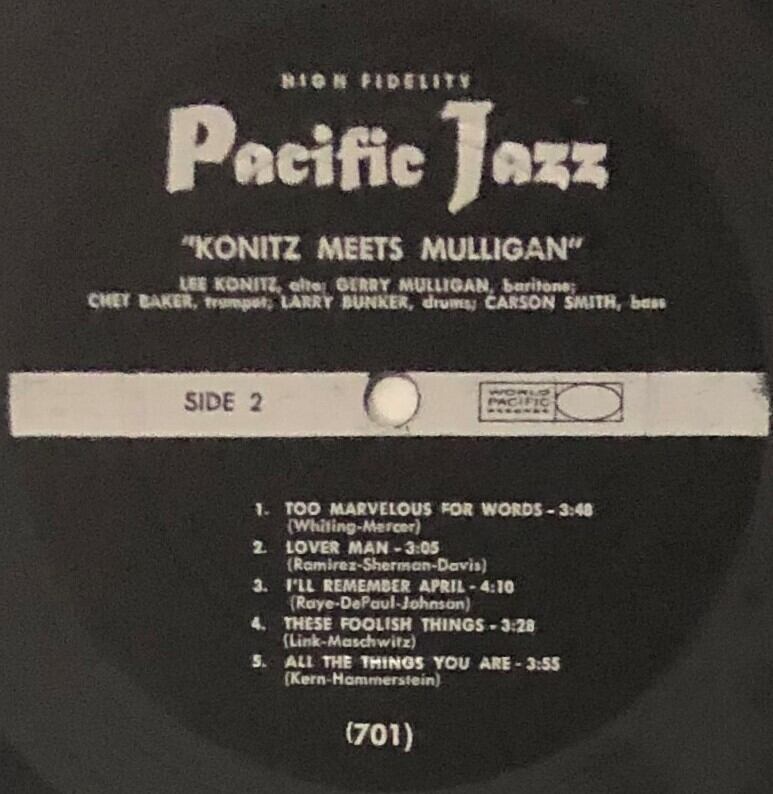 HIGH FIDELITY
Pacific Jazz
"KONITZ MEETS MULLIGAN"
LEE KONITZ, alto; GERRY MULLIGAN, baritone;
CHET BAKER, trumpet; LARRY BUNKER, drums; CARSON SMITH, bass
SIDE 2
WORLD
PACIFIC
RECORDS
1. TOO MARVELOUS FOR WORDS - 3:48
(Whiting-Mercer)
2. LOVER MAN - 3:05
(Ramirez-Sherman-Davis)
3. I'LL REMEMBER APRIL - 4:10
(Raye-DePaul-Johnson)
4. THESE FOOLISH THINGS - 3:28
(Link-Maschwitz)
5. ALL THE THINGS YOU ARE - 3:55
(Kern-Hammerstein)
(701)